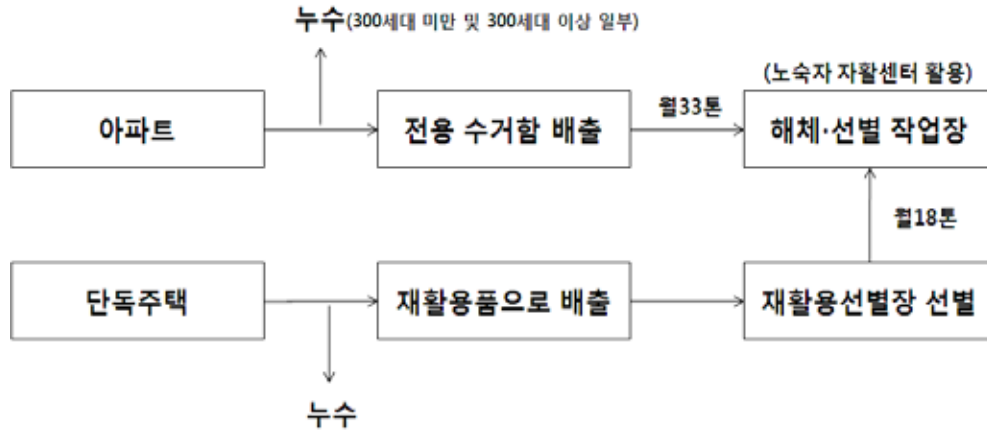 누수(300세대 미만 및 300세대 이상 일부)
(노숙자 자활센터 활용)
아파트
전용 수거함 배출
월33톤
해체·선별 작업장
월18톤
단독주택
재활용품으로 배출
재활용선별장 선별
누수